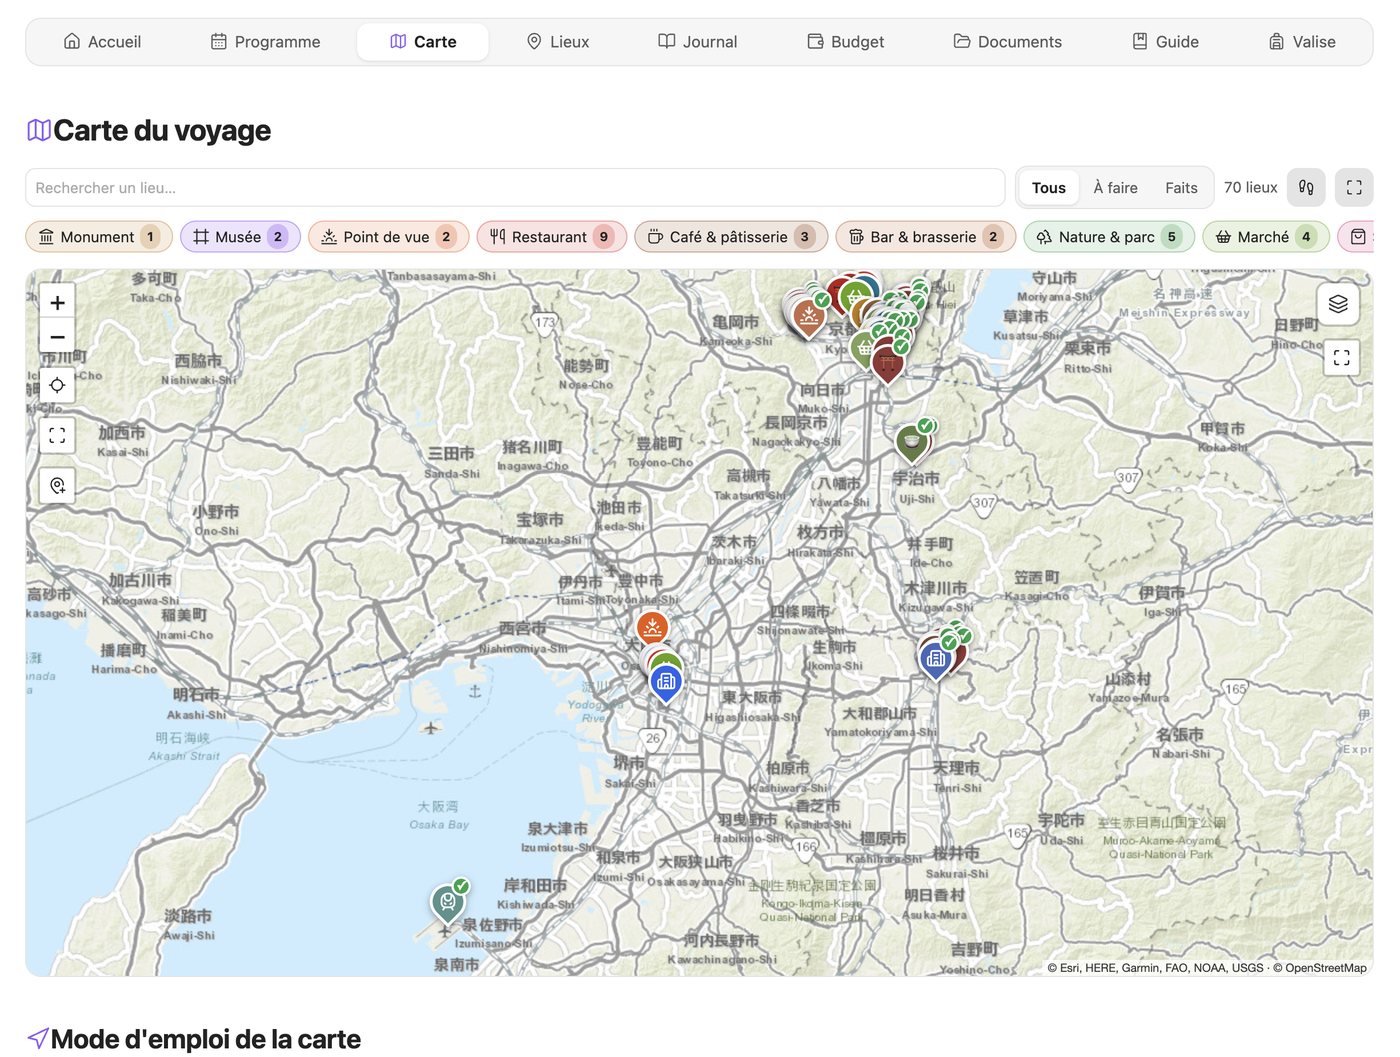 Accueil
Programme
Carte
Lieux
Journal
Budget
Documents
Guide
Valise
Carte du voyage
Rechercher un lieu...
Tous
À faire
Faits
70 lieux
Monument 1
Musée 2
Point de vue 2
Restaurant 9
Café & pâtisserie 3
Bar & brasserie 2
Nature & parc 5
Marché 4
多可町
Taka-Cho
Tanbasasayama-Shi
守山市
Moriyama-Shi
名神高速
Meishin Expressway
草津市
Kusatsu-Shi
日野町
Hino-Cho
173
亀岡市
Kameoka-Shi
栗東市
Ritto-Shi
西脇市
Nishiwaki-Shi
能勢町
Nose-Cho
向日市
Muko-Shi
長岡京市
Nagaokakyo-Shi
加西市
Kasai-Shi
三田市
Sanda-Shi
猪名川町
Inagawa-Cho
豊能町
Toyono-Cho
甲賀市
Koka-Shi
高槻市
Takatsuki-Shi
八幡市
Yawata-Shi
宇治市
Uji-Shi
307
307
小野市
Ono-Shi
宝塚市
Takarazuka-Shi
池田市
Ikeda-Shi
茨木市
Ibaraki-Shi
枚方市
Hirakata-Shi
井手町
Ide-Cho
加古川市
Kakogawa-Shi
高砂市
伊丹市
Itami-Shi
豊中市
Toyonaka-Shi
木津川市
Kizugawa-Shi
笠置町
Kasagi-Cho
伊賀市
Iga-Shi
稲美町
Inami-Cho
四條畷市
Shijonawate-Shi
西宮市
Nishinomiya-Shi
播磨町
Harima-Cho
生駒市
Ikoma-Shi
明石市
Akashi-Shi
淀川
Yodogawa
River
東大阪市
Higashiosaka-Shi
山添村
Yamazoe-Mura
165
明石海峡
Akashi Strait
26
大和郡山市
Yamatokoriyama-Shi
名張市
Nabari-Shi
堺市
Sakai-Shi
柏原市
Kashiwara-Shi
天理市
Tenri-Shi
大阪湾
Osaka Bay
香芝市
Kashiba-Shi
泉大津市
Izumiotsu-Shi
羽曳野市
Habikino-Shi
166
橿原市
Kashihara-Shi
165
宇陀市
Uda-Shi
室生赤目青山国定公園
Muroo-Akame-Aoyama
Quasi-National Park
和泉市
Izumi-Shi
大阪狭山市
Osakasayama-Shi
桜井市
Sakurai-Shi
岸和田市
Kishiwada-Shi
金剛生駒紀泉国定公園
Kongo-Ikoma-Kisen
Quasi-National Park
明日香村
Asuka-Mura
淡路市
Awaji-Shi
泉佐野市
Izumisano-Shi
河内長野市
Kawachinagano-Shi
吉野町
Yoshino-Cho
泉南市
© Esri, HERE, Garmin, FAO, NOAA, USGS · © OpenStreetMap
Mode d'emploi de la carte